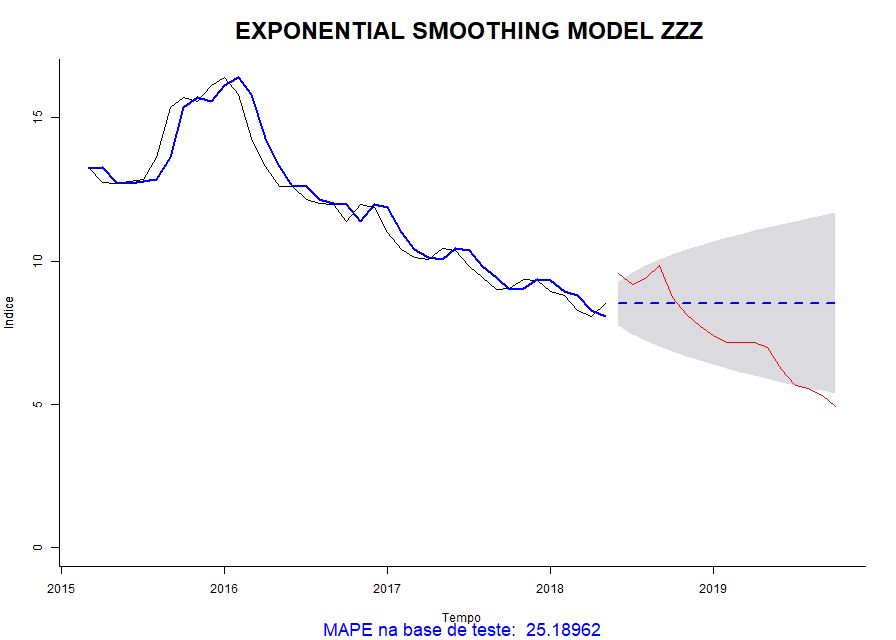 EXPONENTIAL SMOOTHING MODEL ZZZ
15
10
5
0
Indice
2015 2016 2017 2018 2019
Tempo
MAPE na base de teste: 25.18962